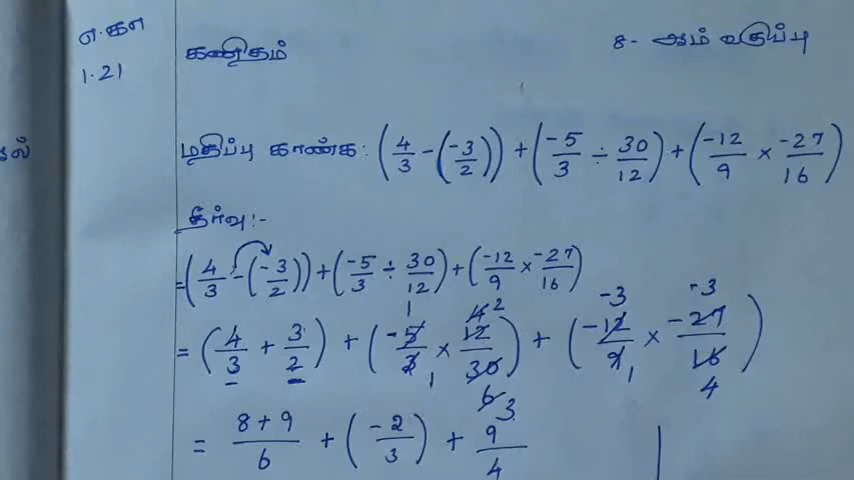 எ.கா
1.21
கணிதம்
8- ஆம் வகுப்பு
மதிப்பு காண்க: (4/3 - (-3/2)) + (-5/3 ÷ 30/12) + (-12/9 × -27/16)
தீர்வு:-
= (4/3 - (-3/2)) + (-5/3 ÷ 30/12) + (-12/9 × -27/16)
= (4/3 + 3/2) + (-5/3 × 12/30) + (-12/9 × -27/16)
= 8+9/6 + (-2/3) + 9/4